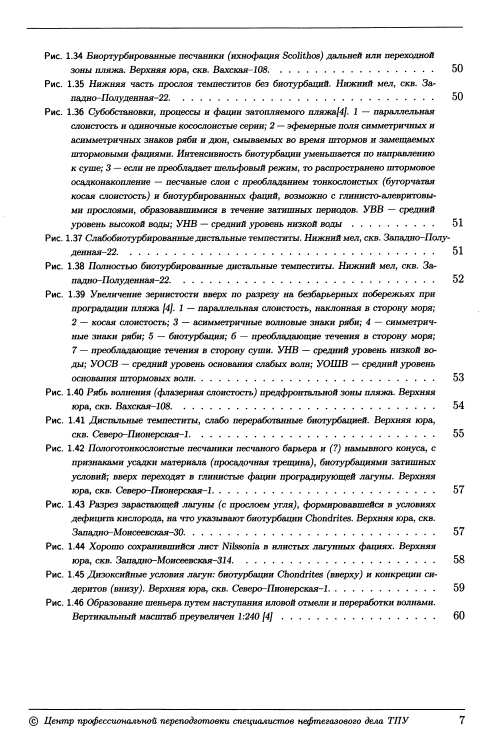 Рис. 1.34 Биортурбированные песчанпки (ихнофация Scolithos) дальней или переходной
зоны пляжа. Верхняя юра, скв. Вахская–108. . . . . . . . . . . . . . . . . . . 50
Рис. 1.35 Нижняя часть прослоя темпеститов без биотурбаций. Нижний мел, скв. За-
падно–Полуденная–22. . . . . . . . . . . . . . . . . . . . . . . . . . . . . 50
Рис. 1.36 Субобстановки, процессы и фации затопляемого пляжа[4]. 1 — параллельная
слоистость и одиночные косослоистые серии; 2 — эфемерные поля симметричных и
асимметричных знаков ряби и дюн, смываемых во время штормов и замещаемых
штормовыми фациями. Интенсивность биотурбации уменьшается по направлению
к суше; 3 — если не преобладает шельфовый режим, то распространено штормовое
осадконакопление — песчаные слои с преобладанием тонкослоистых (бугорчатая
косая слоистость) и биотурбированных фаций, возможно с глинисто-алевритовы-
ми прослоями, образовавшимися в течение затишных периодов. УВВ — средний
уровень высокой воды; УНВ — средний уровень низкой воды . . . . . . . . . . . 51
Рис. 1.37 Слабобиотурбированные дистальные темпеститы. Нижний мел, скв. Западно–Полу-
денная–22. . . . . . . . . . . . . . . . . . . . . . . . . . . . . . . . . . . 51
Рис. 1.38 Полностью биотурбированные дистальные темпеститы. Нижний мел, скв. За-
падно–Полуденная–22. . . . . . . . . . . . . . . . . . . . . . . . . . . . . 52
Рис. 1.39 Увеличение зернистости вверх по разрезу на безбарьерных побережьях при
проградации пляжа [4]. 1 — параллельная слоистость, наклонная в сторону моря;
2 — косая слоистость; 3 — асимметричные волновые знаки ряби; 4 — симметрич-
ные знаки ряби; 5 — биотурбация; 6 — преобладающие течения в сторону моря;
7 — преобладающие течения в сторону суши. УНВ — средний уровень низкой во-
ды; УОСВ — средний уровень основания слабых волн; УОШВ — средний уровень
основания штормовых волн. . . . . . . . . . . . . . . . . . . . . . . . . . . 53
Рис. 1.40 Рябь волнения (флазерная слоистость) предфронтальной зоны пляжа. Верхняя
юра, скв. Вахская–108. . . . . . . . . . . . . . . . . . . . . . . . . . . . . 54
Рис. 1.41 Дистальные темпеститы, слабо переработанные биотурбацией. Верхняя юра,
скв. Северо–Пионерская–1. . . . . . . . . . . . . . . . . . . . . . . . . . . 55
Рис. 1.42 Пологотонкослоистые песчаники песчаного барьера и (?) намывного конуса, с
признаками усадки материала (просадочная трещина), биотурбациями затишных
условий; вверх переходят в глинистые фации проградирующей лагуны. Верхняя
юра, скв. Северо–Пионерская–1. . . . . . . . . . . . . . . . . . . . . . . . . 57
Рис. 1.43 Разрез зарастающей лагуны (с прослоем угля), формировавшейся в условиях
дефицита кислорода, на что указывают биотурбации Chondrites. Верхняя юра, скв.
Западно–Моисеевская–30. . . . . . . . . . . . . . . . . . . . . . . . . . . . 57
Рис. 1.44 Хорошо сохранившийся лист Nilssonia в илистых лагунных фациях. Верхняя
юра, скв. Западно–Моисеевская–314. . . . . . . . . . . . . . . . . . . . . . . 58
Рис. 1.45 Дизоксийные условия лагун: биотурбации Chondrites (вверху) и конкреции си-
деритов (внизу). Верхняя юра, скв. Северо–Пионерская–1. . . . . . . . . . . . . 59
Рис. 1.46 Образование шеньера путем наступания иловой отмели и переработки волнами.
Вертикальный масштаб преувеличен 1:240 [4] . . . . . . . . . . . . . . . . . . 60
© Центр профессиональной переподготовки специалистов нефтегазового дела ТПУ 7